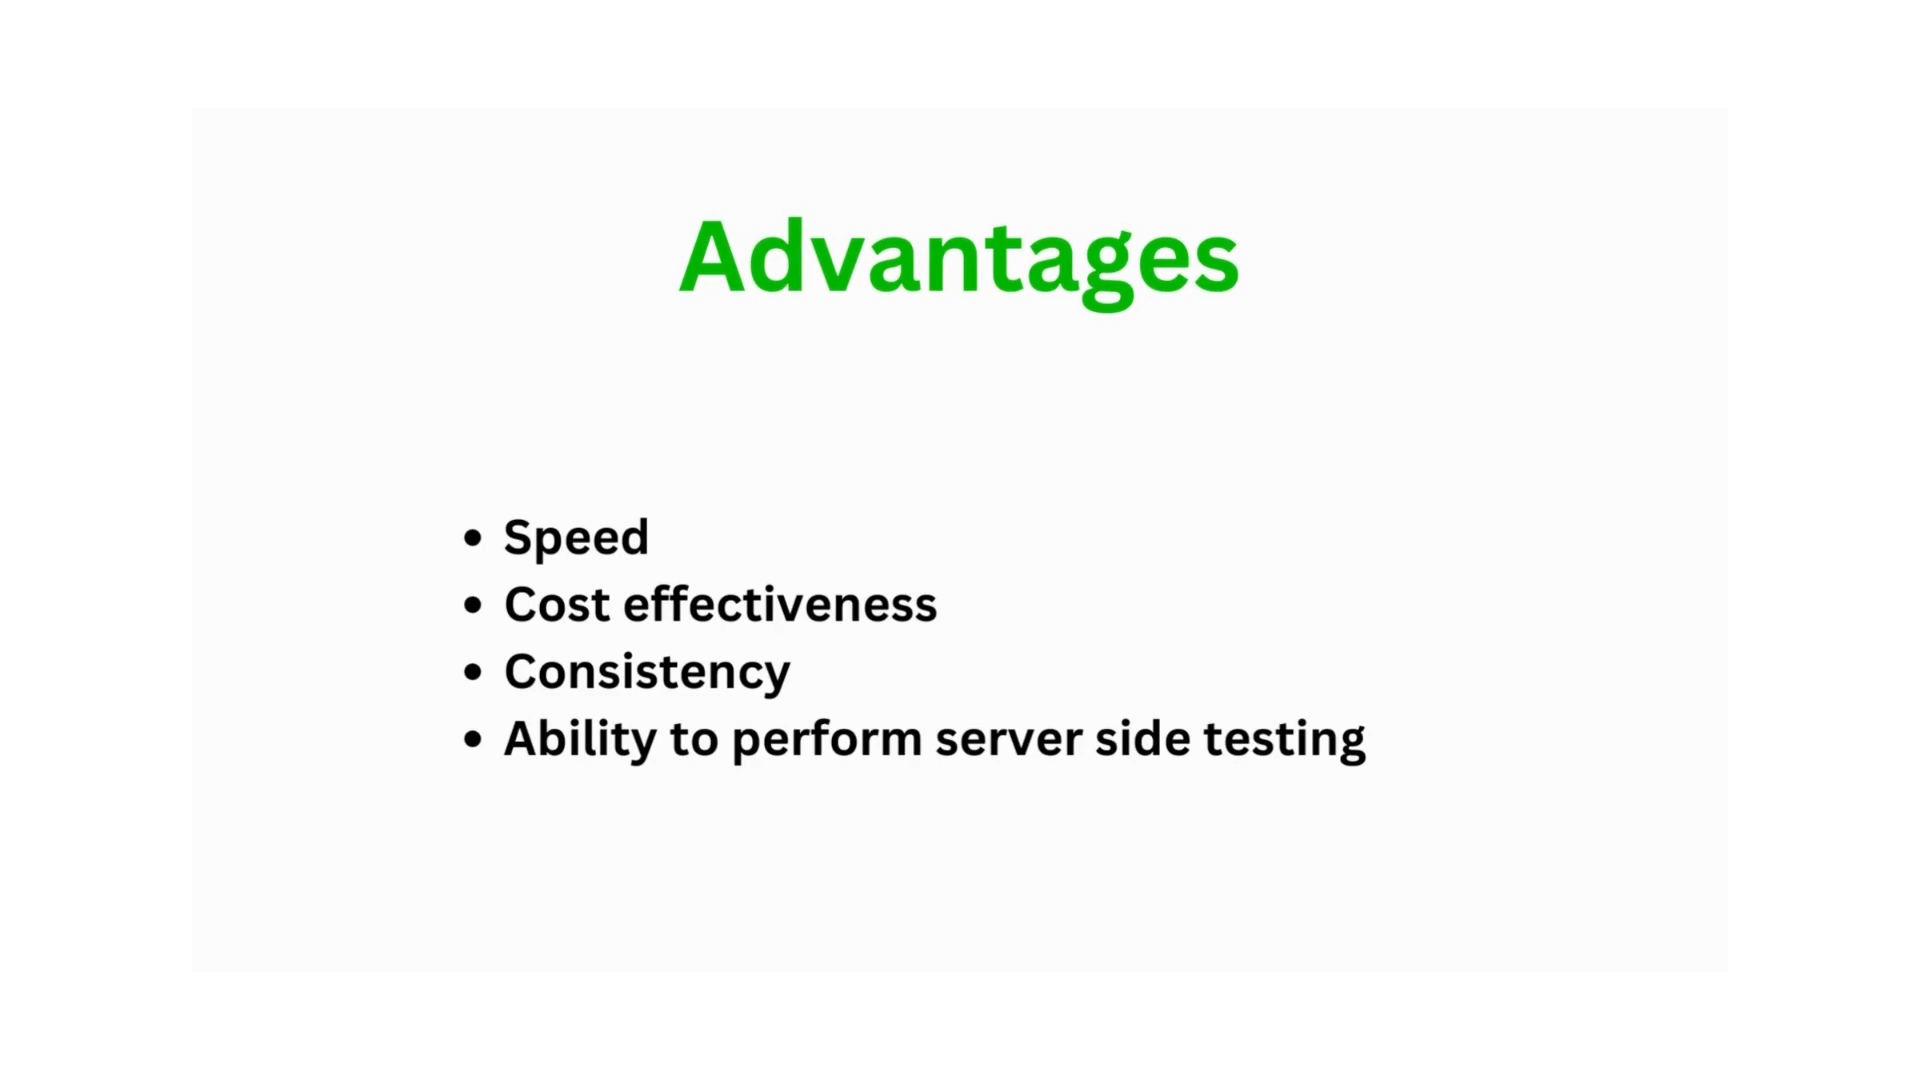 Advantages
• Speed
• Cost effectiveness
• Consistency
• Ability to perform server side testing